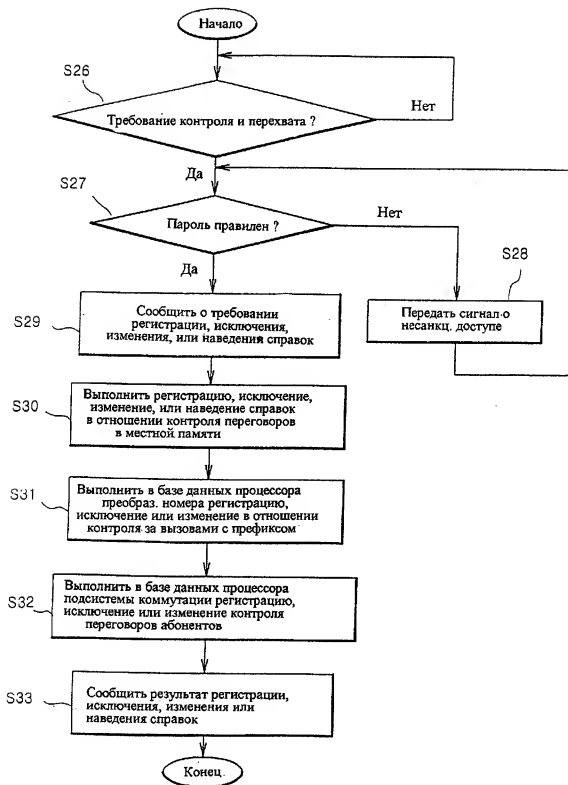 Начало
S26
Требование контроля и перехвата ?
Нет
Да
S27
Пароль правилен ?
Нет
Да
S28
Передать сигнал о
несанкц. доступе
S29
Сообщить о требовании
регистрации, исключения,
изменения, или наведения справок
S30
Выполнить регистрацию, исключение,
изменение, или наведение справок
в отношении контроля переговоров
в местной памяти
S31
Выполнить в базе данных процессора
преобраз. номера регистрацию,
исключение или изменение в отношении
контроля за вызовами с префиксом
S32
Выполнить в базе данных процессора
подсистемы коммутации регистрацию,
исключение или изменение контроля
переговоров абонентов
S33
Сообщить результат регистрации,
исключения, изменения или
наведения справок
Конец.